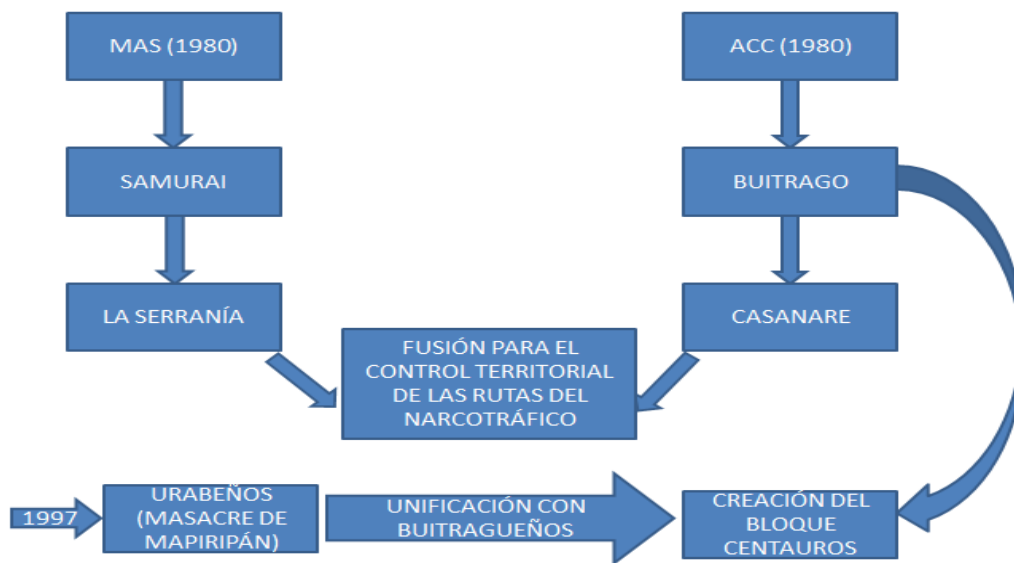 MAS (1980)
ACC (1980)
SAMURAI
BUITRAGO
LA SERRANÍA
CASANARE
FUSIÓN PARA EL
CONTROL TERRITORIAL
DE LAS RUTAS DEL
NARCOTRÁFICO
1997
URABEÑOS
(MASACRE DE
MAPIRIPÁN)
UNIFICACIÓN CON
BUITRAGUEÑOS
CREACIÓN DEL
BLOQUE
CENTAUROS